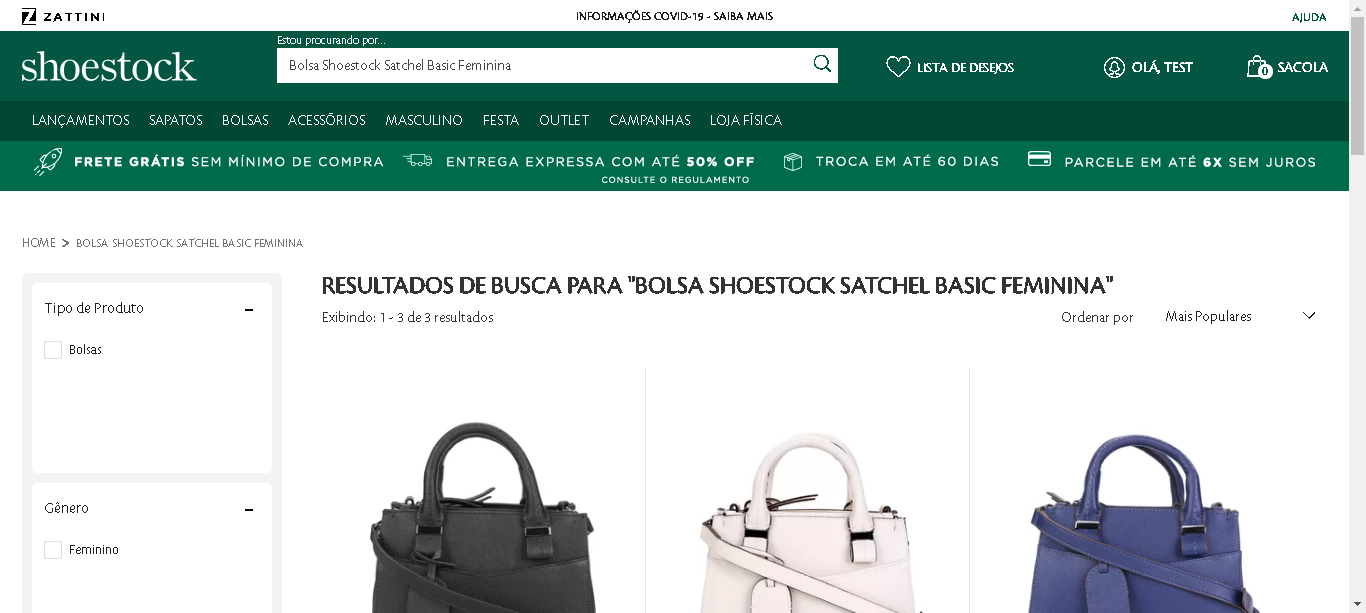 ZATTINI
INFORMAÇÕES COVID-19 - SAIBA MAIS
AJUDA
shoestock
Estou procurando por...
Bolsa Shoestock Satchel Basic Feminina
LISTA DE DESEJOS
OLÁ, TEST
0
SACOLA
LANÇAMENTOS SAPATOS BOLSAS ACESSÓRIOS MASCULINO FESTA OUTLET CAMPANHAS LOJA FÍSICA
FRETE GRÁTIS SEM MÍNIMO DE COMPRA
ENTREGA EXPRESSA COM ATÉ 50% OFF
CONSULTE O REGULAMENTO
TROCA EM ATÉ 60 DIAS
PARCELE EM ATÉ 6X SEM JUROS
HOME > BOLSA SHOESTOCK SATCHEL BASIC FEMININA
Tipo de Produto
Bolsas
Gênero
Feminino
RESULTADOS DE BUSCA PARA "BOLSA SHOESTOCK SATCHEL BASIC FEMININA"
Exibindo: 1 - 3 de 3 resultados
Ordenar por
Mais Populares